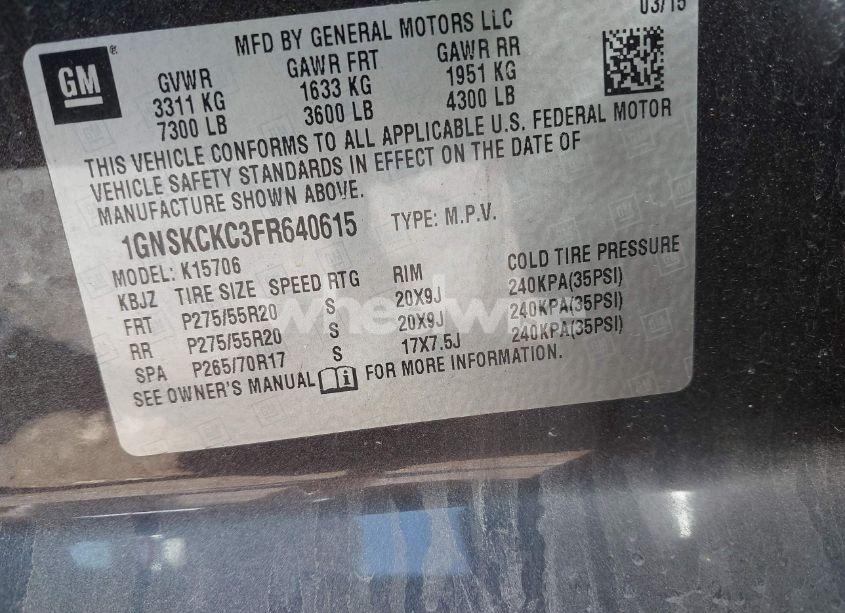 MFD BY GENERAL MOTORS LLC 03/15
GM
GVWR GAWR FRT GAWR RR
3311 KG 1633 KG 1951 KG
7300 LB 3600 LB 4300 LB
THIS VEHICLE CONFORMS TO ALL APPLICABLE U.S. FEDERAL MOTOR
VEHICLE SAFETY STANDARDS IN EFFECT ON THE DATE OF
MANUFACTURE SHOWN ABOVE.
1GNSKCKC3FR640615 TYPE: M.P.V.
MODEL: K15706
KBJZ TIRE SIZE SPEED RTG RIM COLD TIRE PRESSURE
FRT P275/55R20 S 20X9J 240KPA(35PSI)
RR P275/55R20 S 20X9J 240KPA(35PSI)
SPA P265/70R17 S 17X7.5J 240KPA(35PSI)
SEE OWNER'S MANUAL i FOR MORE INFORMATION.